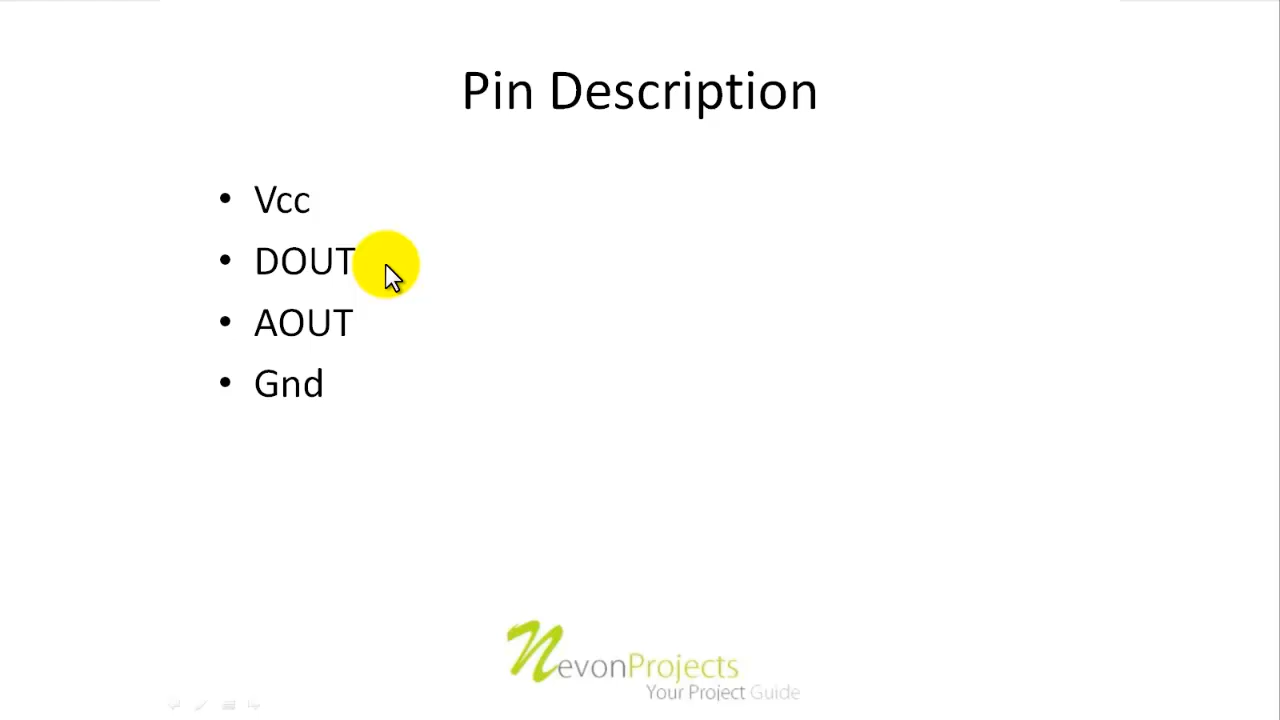 Pin Description
• Vcc
• DOUT
• AOUT
• Gnd
NevonProjects
Your Project Guide